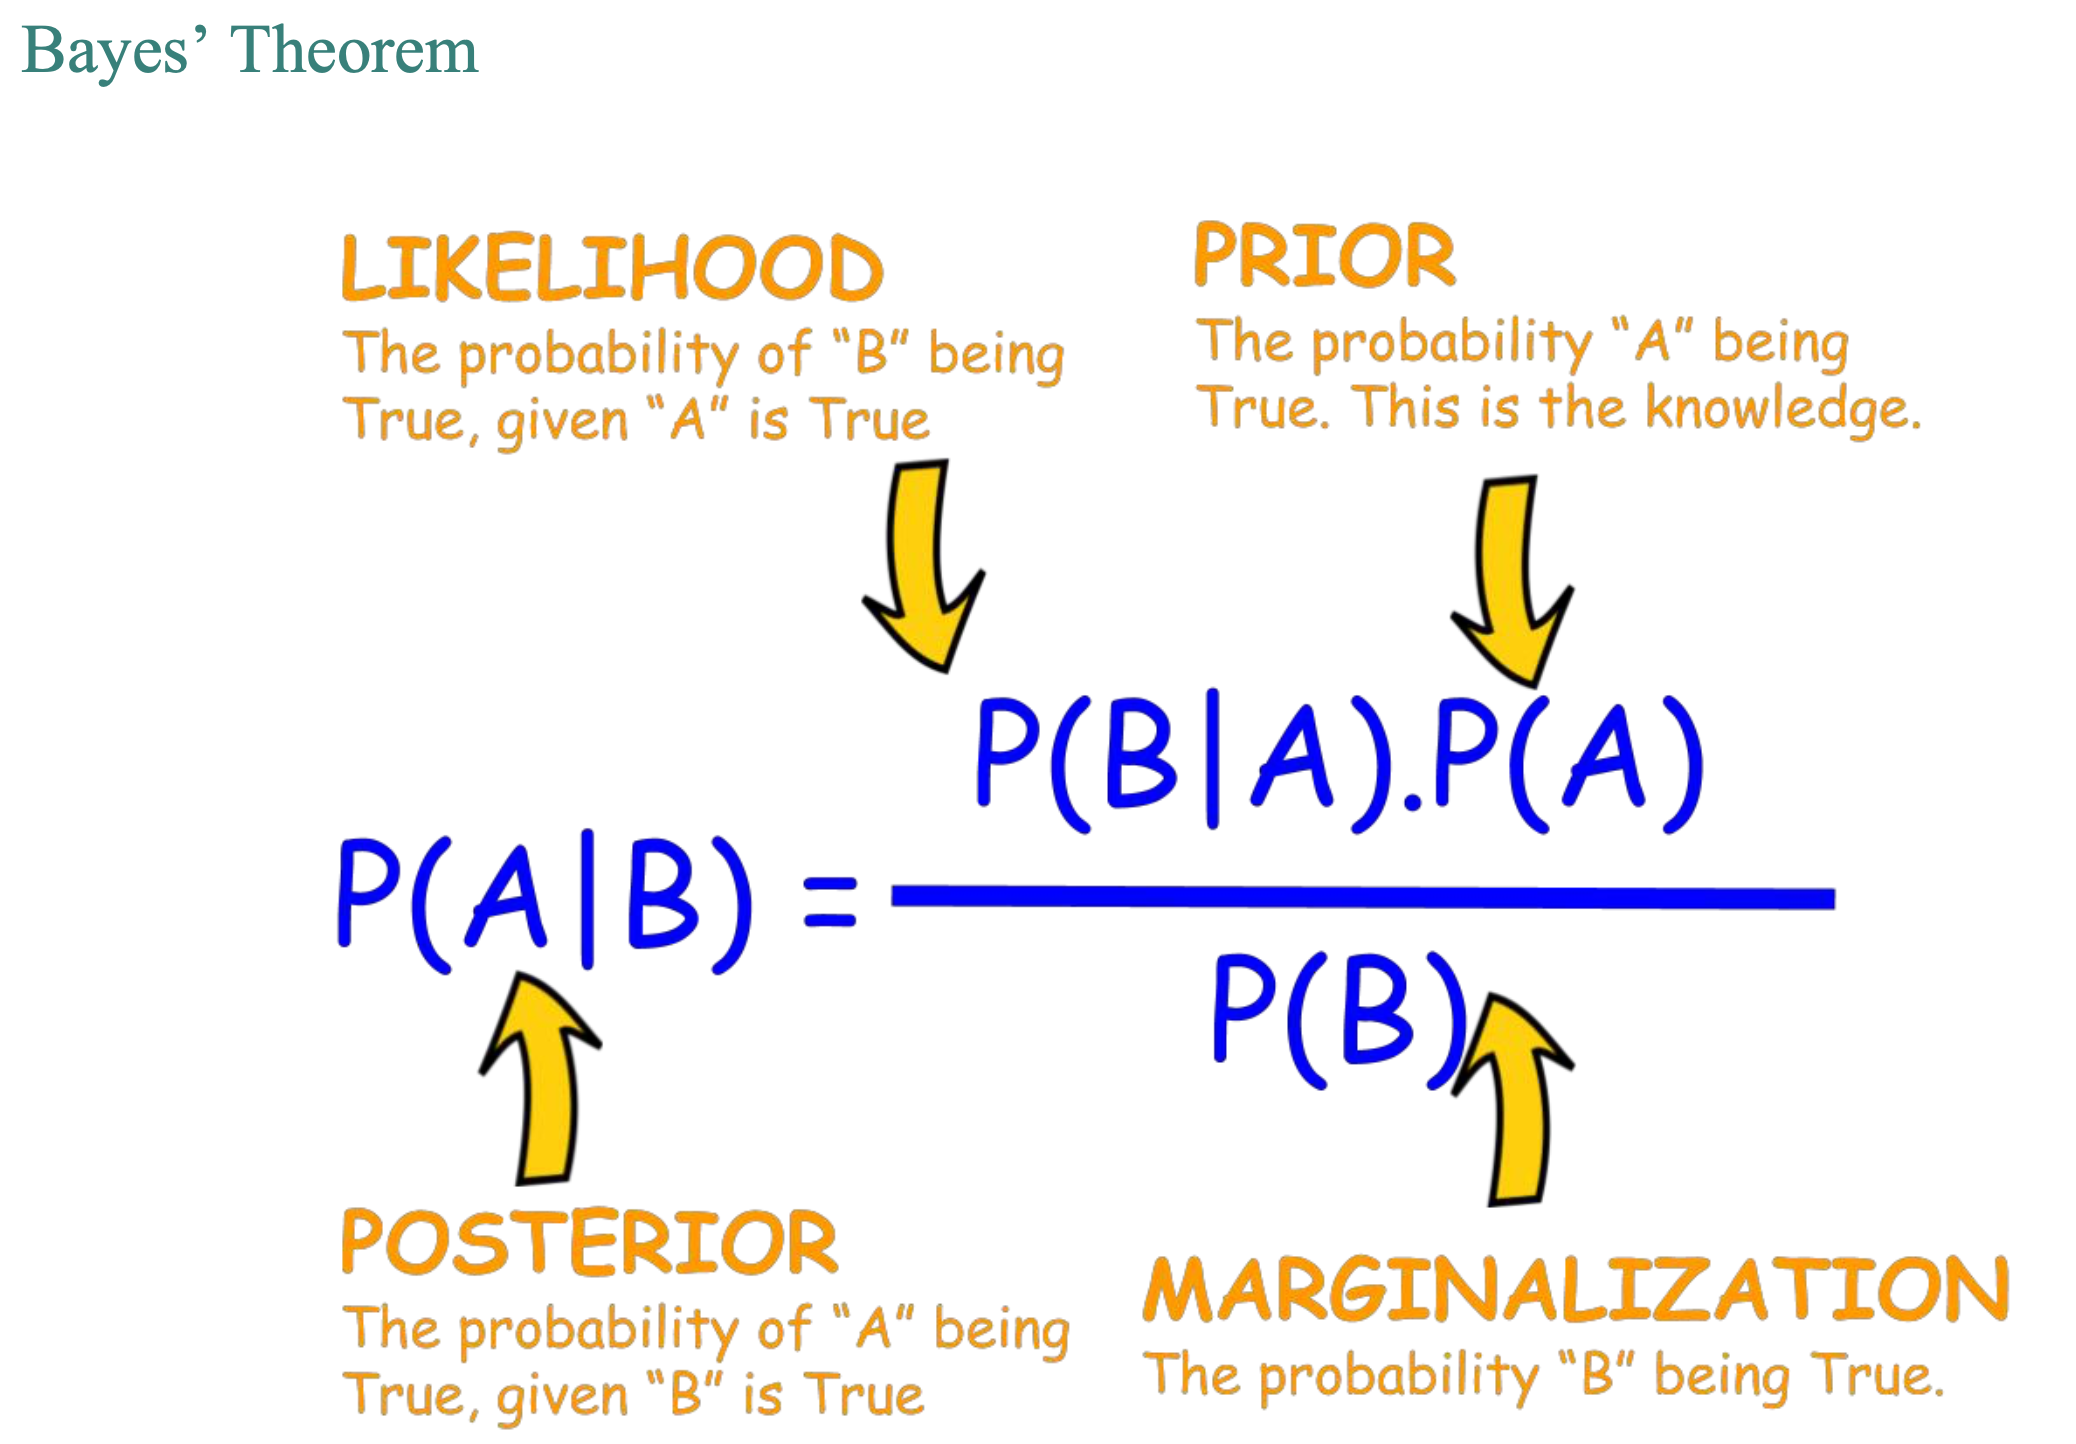 Bayes’ Theorem
LIKELIHOOD
The probability of “B” being
True, given “A” is True
PRIOR
The probability “A” being
True. This is the knowledge.
P(B|A).P(A)
P(A|B) =
P(B)
POSTERIOR
The probability of “A” being
True, given “B” is True
MARGINALIZATION
The probability “B” being True.